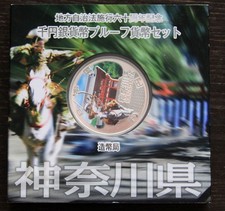 地方自治法施行六十周年記念
千円銀貨幣プルーフ貨幣セット
造幣局
神奈川県